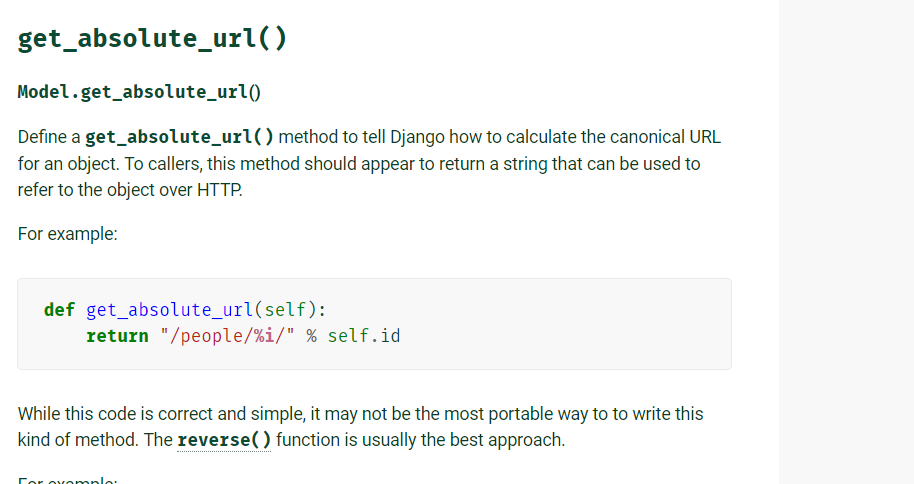 get_absolute_url()
Model.get_absolute_url()
Define a get_absolute_url() method to tell Django how to calculate the canonical URL
for an object. To callers, this method should appear to return a string that can be used to
refer to the object over HTTP.
For example:
def get_absolute_url(self):
    return "/people/%i/" % self.id
While this code is correct and simple, it may not be the most portable way to to write this
kind of method. The reverse() function is usually the best approach.
For example: